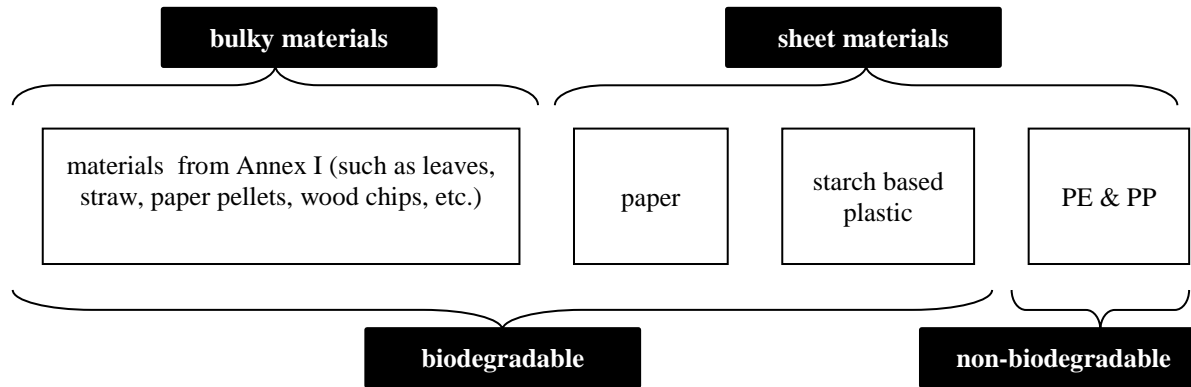 bulky materials
sheet materials
materials from Annex I (such as leaves,
straw, paper pellets, wood chips, etc.)
paper
starch based
plastic
PE & PP
biodegradable
non-biodegradable